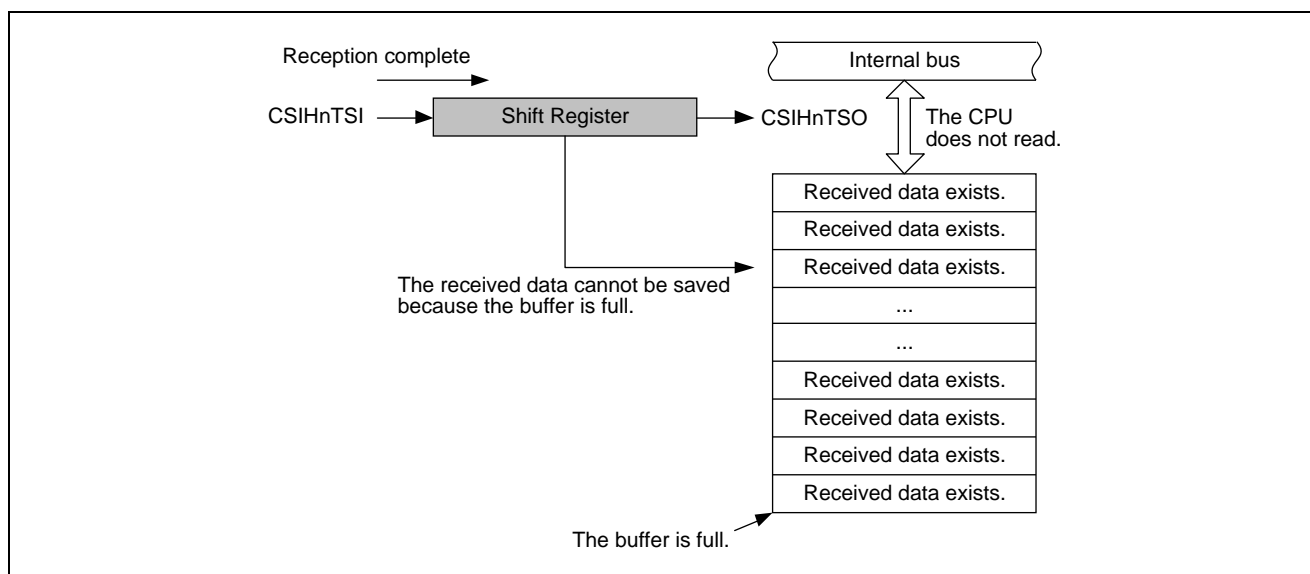 Reception complete
Internal bus
CSIHnTSI
Shift Register
CSIHnTSO
The CPU
does not read.
Received data exists.
Received data exists.
Received data exists.
The received data cannot be saved
because the buffer is full.
...
...
Received data exists.
Received data exists.
Received data exists.
Received data exists.
The buffer is full.